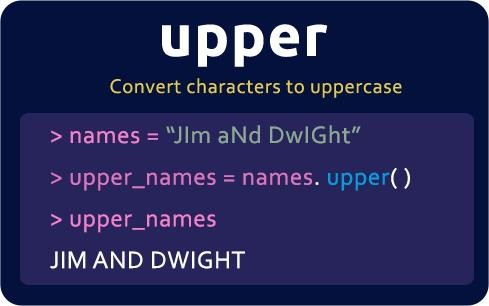 upper
Convert characters to uppercase
> names = “JIm aNd DwIGht”
> upper_names = names. upper( )
> upper_names
JIM AND DWIGHT